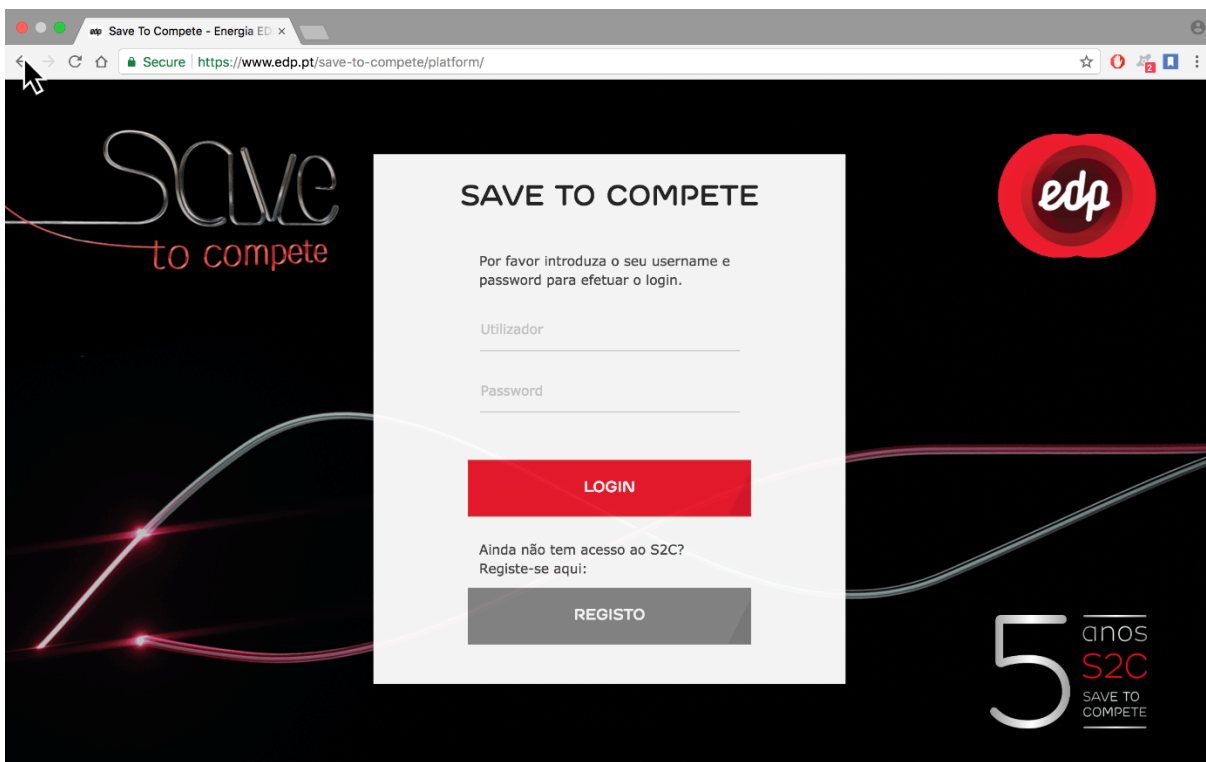 edp Save To Compete - Energia ED ×
Secure https://www.edp.pt/save-to-compete/platform/
2
save
to compete
edp
SAVE TO COMPETE
Por favor introduza o seu username e
password para efetuar o login.
Utilizador
Password
LOGIN
Ainda não tem acesso ao S2C?
Registe-se aqui:
REGISTO
5 anos
S2C
SAVE TO
COMPETE